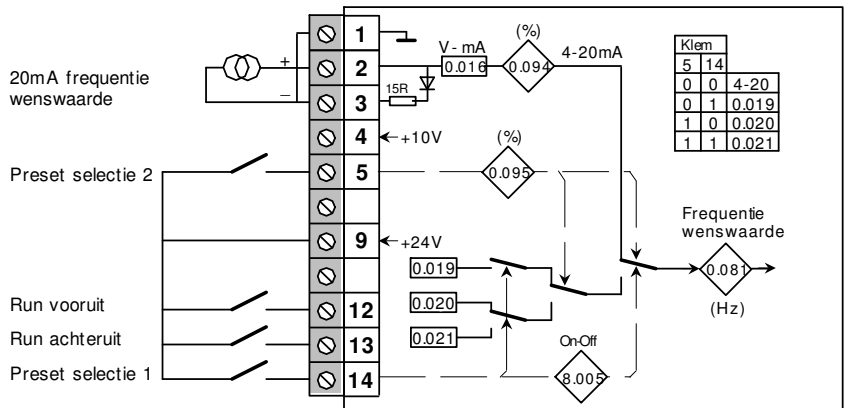 1
2
3
4
5
9
12
13
14
20mA frequentie
wenswaarde
+
–
Preset selectie 2
Run vooruit
Run achteruit
Preset selectie 1
15R
V - mA
0.016
(%)
0.094
4-20mA
+10V
(%)
0.095
+24V
0.019
0.020
0.021
On-Off
8.005
Frequentie
wenswaarde
0.081
(Hz)
Klem
5 14
0 0 4-20
0 1 0.019
1 0 0.020
1 1 0.021